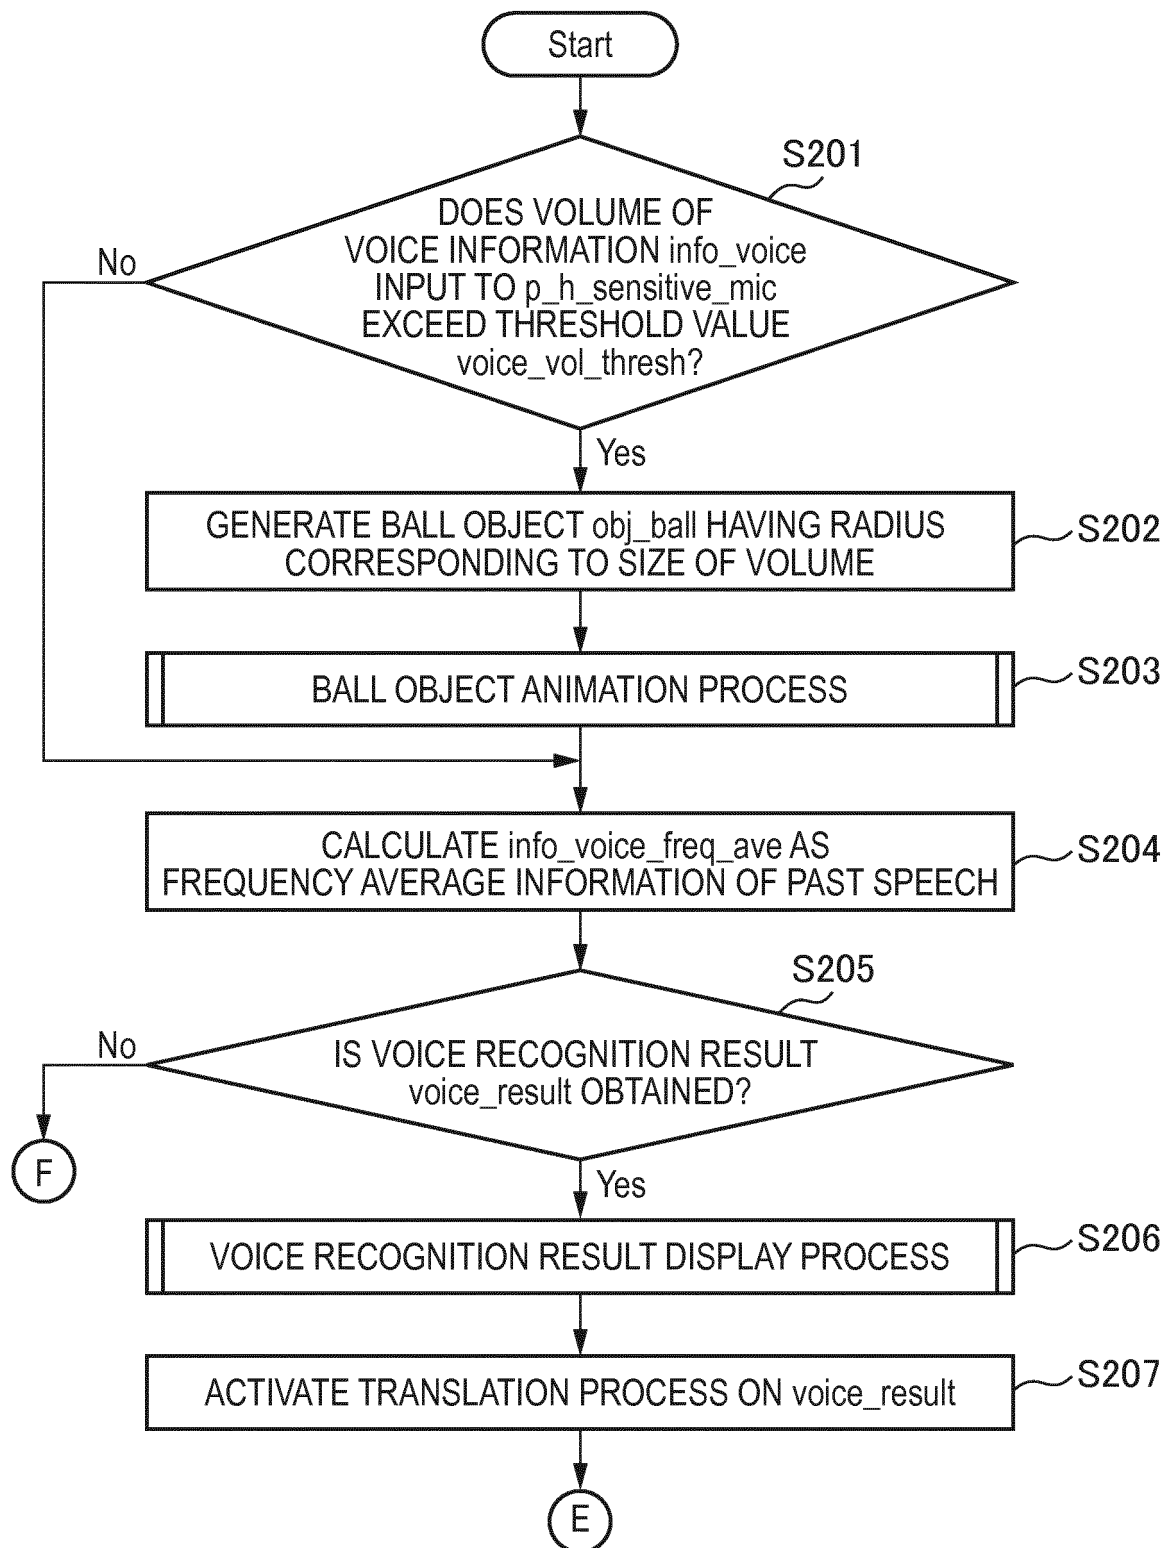 Start
S201
DOES VOLUME OF
VOICE INFORMATION info_voice
INPUT TO p_h_sensitive_mic
EXCEED THRESHOLD VALUE
voice_vol_thresh?
No
Yes
GENERATE BALL OBJECT obj_ball HAVING RADIUS
CORRESPONDING TO SIZE OF VOLUME
S202
BALL OBJECT ANIMATION PROCESS
S203
CALCULATE info_voice_freq_ave AS
FREQUENCY AVERAGE INFORMATION OF PAST SPEECH
S204
S205
IS VOICE RECOGNITION RESULT
voice_result OBTAINED?
No
F
Yes
VOICE RECOGNITION RESULT DISPLAY PROCESS
S206
ACTIVATE TRANSLATION PROCESS ON voice_result
S207
E